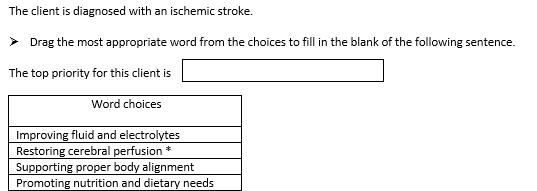 The client is diagnosed with an ischemic stroke.
➢ Drag the most appropriate word from the choices to fill in the blank of the following sentence.
The top priority for this client is
Word choices
Improving fluid and electrolytes
Restoring cerebral perfusion *
Supporting proper body alignment
Promoting nutrition and dietary needs